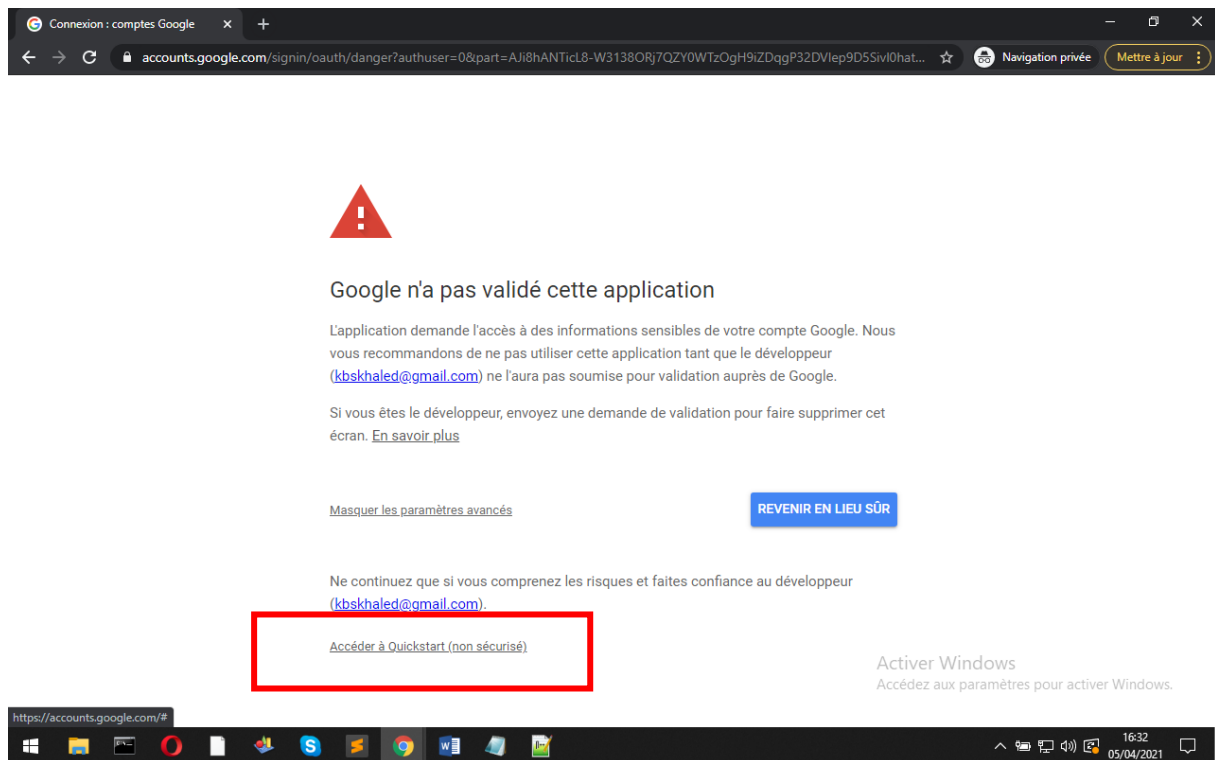 Connexion : comptes Google
accounts.google.com/signin/oauth/danger?authuser=0&part=AJi8hANTicL8-W3138ORj7QZY0WTzOgH9iZDqgP32DVIep9D5SivI0hat...
Navigation privée
Mettre à jour
Google n'a pas validé cette application
L'application demande l'accès à des informations sensibles de votre compte Google. Nous
vous recommandons de ne pas utiliser cette application tant que le développeur
(kbskhaled@gmail.com) ne l'aura pas soumise pour validation auprès de Google.
Si vous êtes le développeur, envoyez une demande de validation pour faire supprimer cet
écran. En savoir plus
Masquer les paramètres avancés
REVENIR EN LIEU SÛR
Ne continuez que si vous comprenez les risques et faites confiance au développeur
(kbskhaled@gmail.com).
Accéder à Quickstart (non sécurisé)
Activer Windows
Accédez aux paramètres pour activer Windows.
https://accounts.google.com/#
16:32
05/04/2021